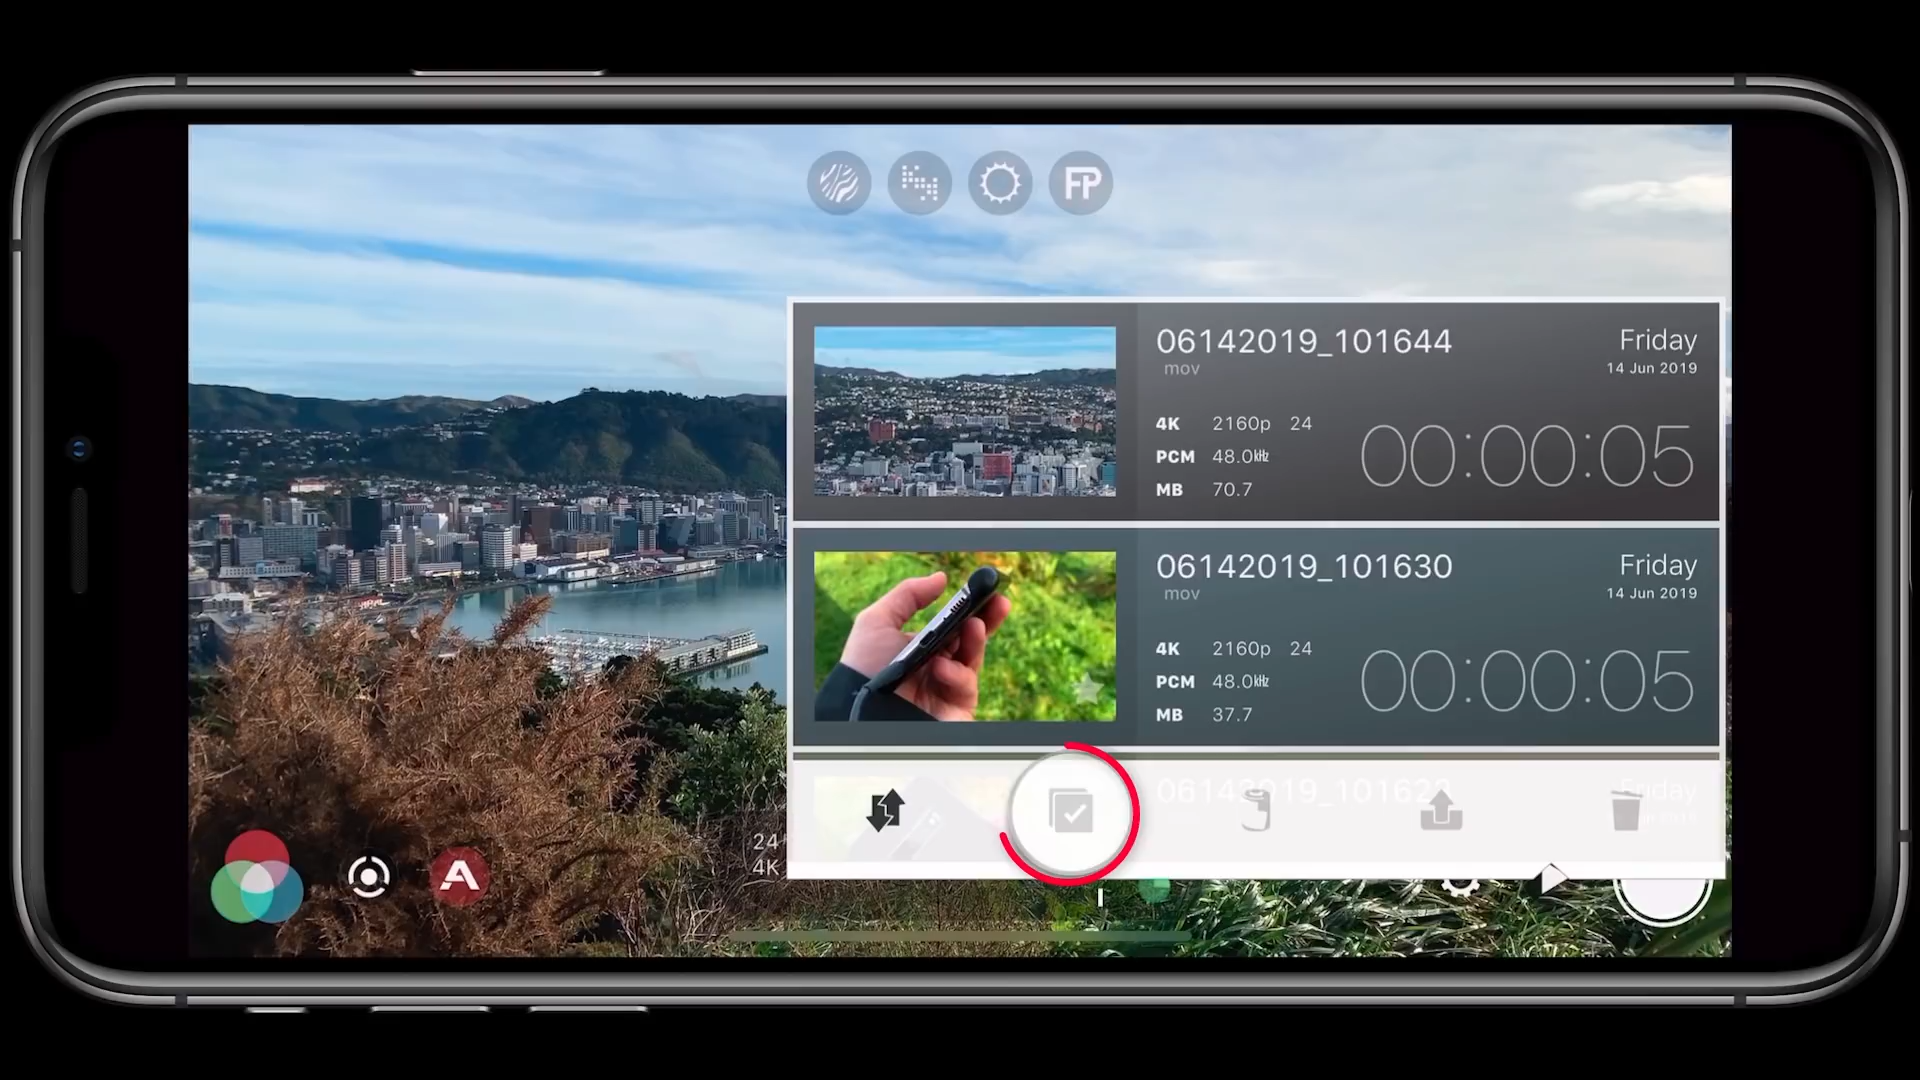 FP
06142019_101644
Friday
mov
14 Jun 2019
4K 2160p 24
PCM 48.0kHz
00:00:05
MB 70.7
06142019_101630
Friday
mov
14 Jun 2019
4K 2160p 24
PCM 48.0kHz
00:00:05
MB 37.7
Friday
24
4K
A